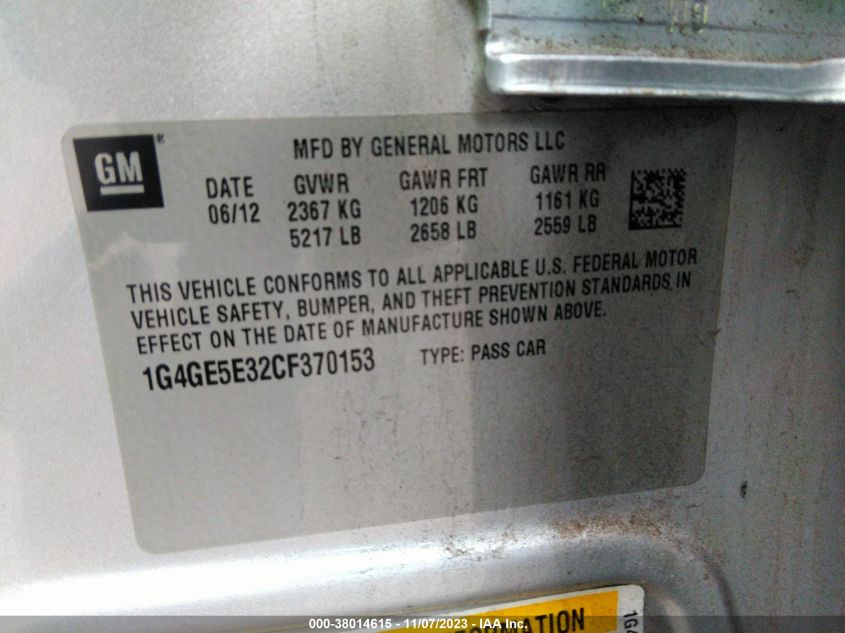 GM®
MFD BY GENERAL MOTORS LLC
DATE GVWR GAWR FRT GAWR RR
06/12 2367 KG 1206 KG 1161 KG
5217 LB 2658 LB 2559 LB
THIS VEHICLE CONFORMS TO ALL APPLICABLE U.S. FEDERAL MOTOR
VEHICLE SAFETY, BUMPER, AND THEFT PREVENTION STANDARDS IN
EFFECT ON THE DATE OF MANUFACTURE SHOWN ABOVE.
1G4GE5E32CF370153 TYPE: PASS CAR
000-38014615 - 11/07/2023 - IAA Inc.